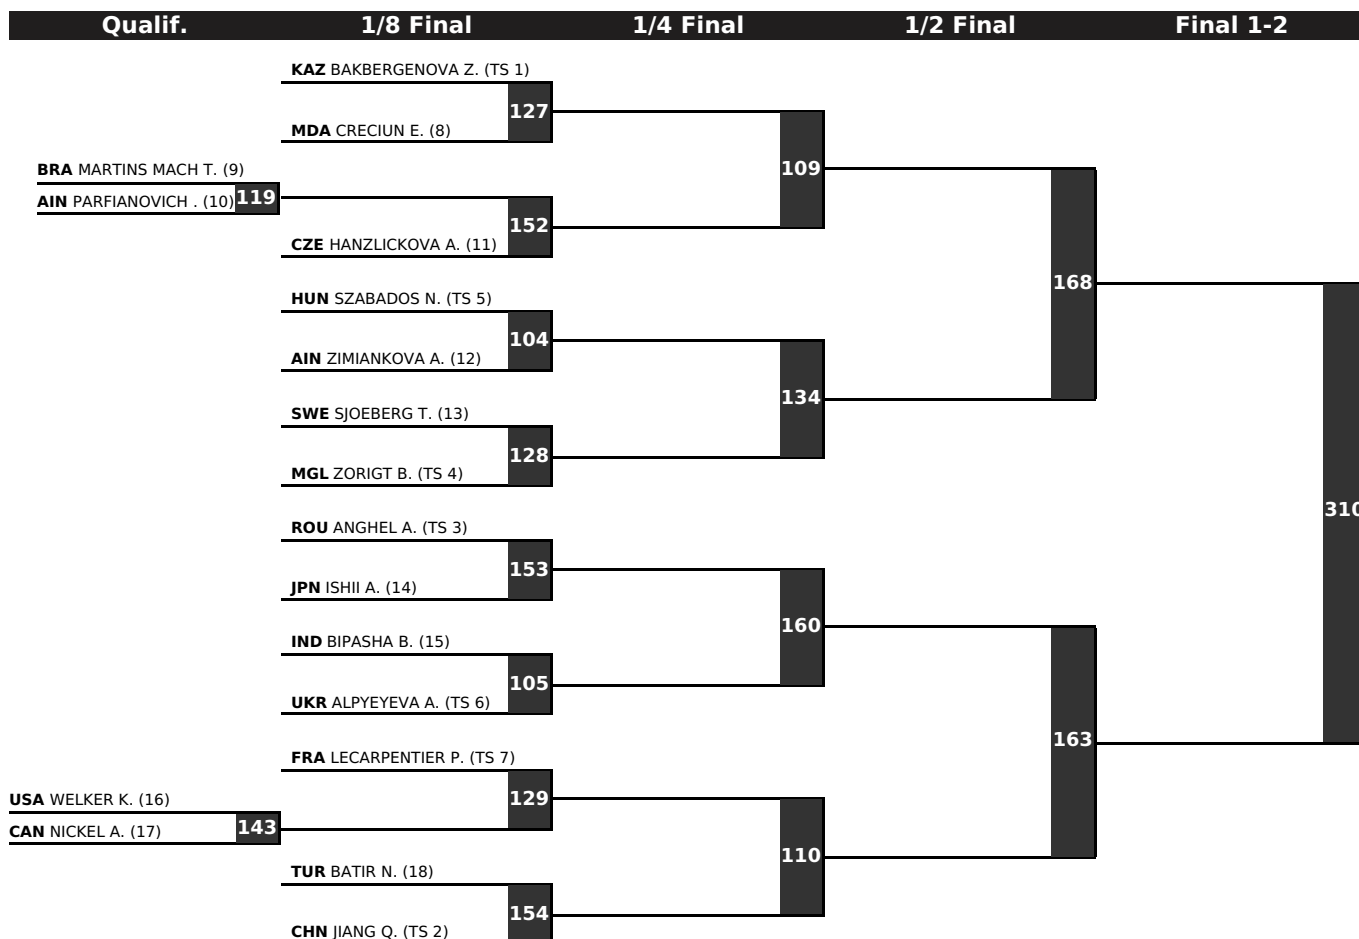 Qualif. 1/8 Final 1/4 Final 1/2 Final Final 1-2
KAZ BAKBERGENOVA Z. (TS 1)
127
MDA CRECIUN E. (8)
109
BRA MARTINS MACH T. (9)
AIN PARFIANOVICH . (10)
119
152
CZE HANZLICKOVA A. (11)
168
HUN SZABADOS N. (TS 5)
104
AIN ZIMIANKOVA A. (12)
134
SWE SJOEBERG T. (13)
128
MGL ZORIGT B. (TS 4)
310
ROU ANGHEL A. (TS 3)
153
JPN ISHII A. (14)
160
IND BIPASHA B. (15)
105
UKR ALPYEYEVA A. (TS 6)
163
FRA LECARPENTIER P. (TS 7)
129
USA WELKER K. (16)
CAN NICKEL A. (17)
143
110
TUR BATIR N. (18)
154
CHN JIANG Q. (TS 2)